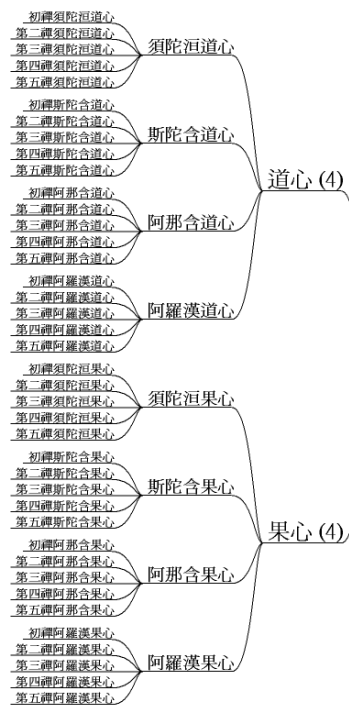 初禪須陀洹道心
第二禪須陀洹道心
第三禪須陀洹道心
第四禪須陀洹道心
第五禪須陀洹道心
須陀洹道心
初禪斯陀含道心
第二禪斯陀含道心
第三禪斯陀含道心
第四禪斯陀含道心
第五禪斯陀含道心
斯陀含道心
道心 (4)
初禪阿那含道心
第二禪阿那含道心
第三禪阿那含道心
第四禪阿那含道心
第五禪阿那含道心
阿那含道心
初禪阿羅漢道心
第二禪阿羅漢道心
第三禪阿羅漢道心
第四禪阿羅漢道心
第五禪阿羅漢道心
阿羅漢道心
初禪須陀洹果心
第二禪須陀洹果心
第三禪須陀洹果心
第四禪須陀洹果心
第五禪須陀洹果心
須陀洹果心
初禪斯陀含果心
第二禪斯陀含果心
第三禪斯陀含果心
第四禪斯陀含果心
第五禪斯陀含果心
斯陀含果心
果心 (4)
初禪阿那含果心
第二禪阿那含果心
第三禪阿那含果心
第四禪阿那含果心
第五禪阿那含果心
阿那含果心
初禪阿羅漢果心
第二禪阿羅漢果心
第三禪阿羅漢果心
第四禪阿羅漢果心
第五禪阿羅漢果心
阿羅漢果心